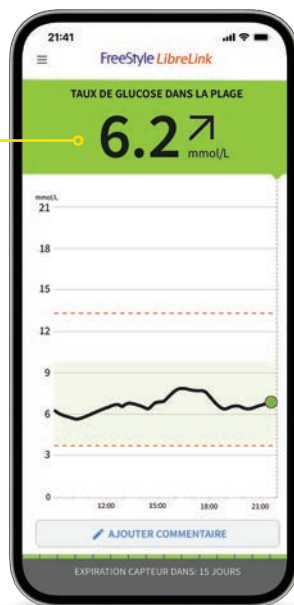 21:41
FreeStyle LibreLink
TAUX DE GLUCOSE DANS LA PLAGE
6.2
mmol/L
mmol/L
21
18
15
12
9
6
3
0
12:00 15:00 18:00 21:00
AJOUTER COMMENTAIRE
EXPIRATION CAPTEUR DANS: 15 JOURS